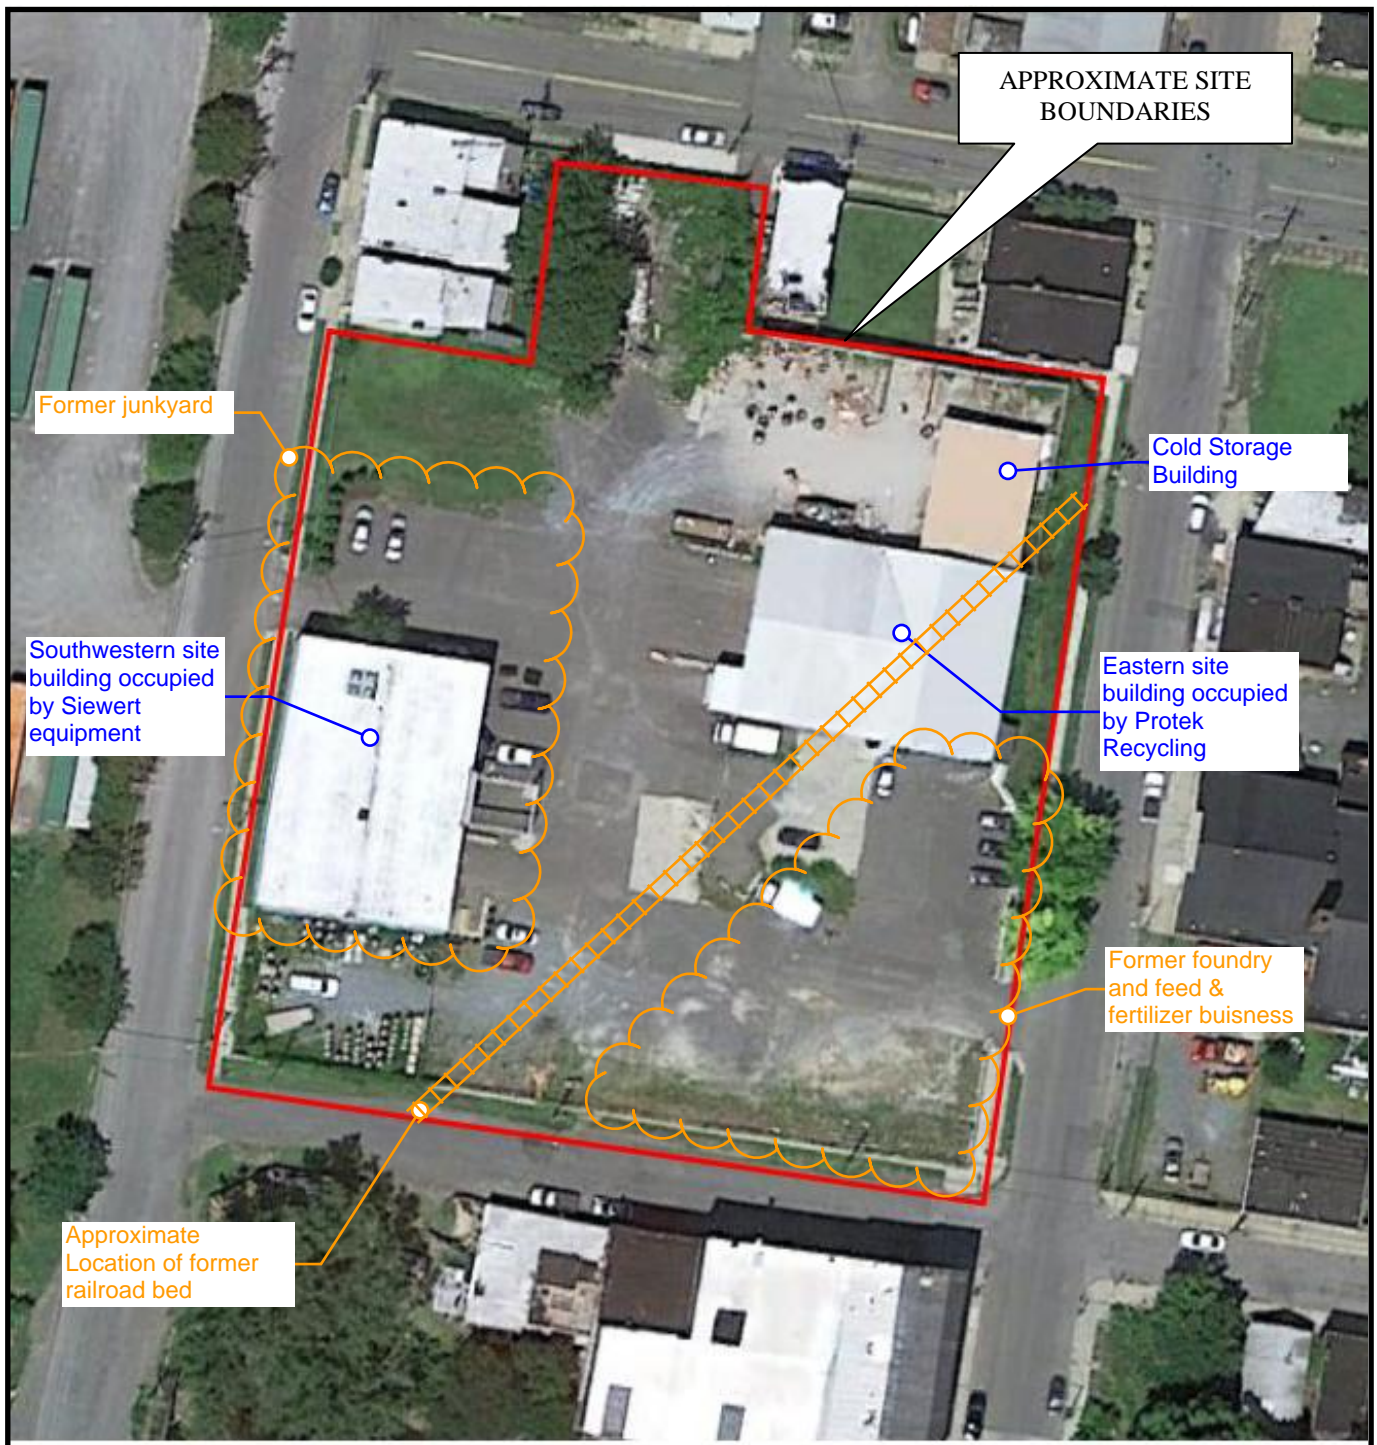 APPROXIMATE SITE
BOUNDARIES
Former junkyard
Cold Storage
Building
Southwestern site
building occupied
by Siewert
equipment
Eastern site
building occupied
by Protek
Recycling
Former foundry
and feed &
fertilizer buisness
Approximate
Location of former
railroad bed